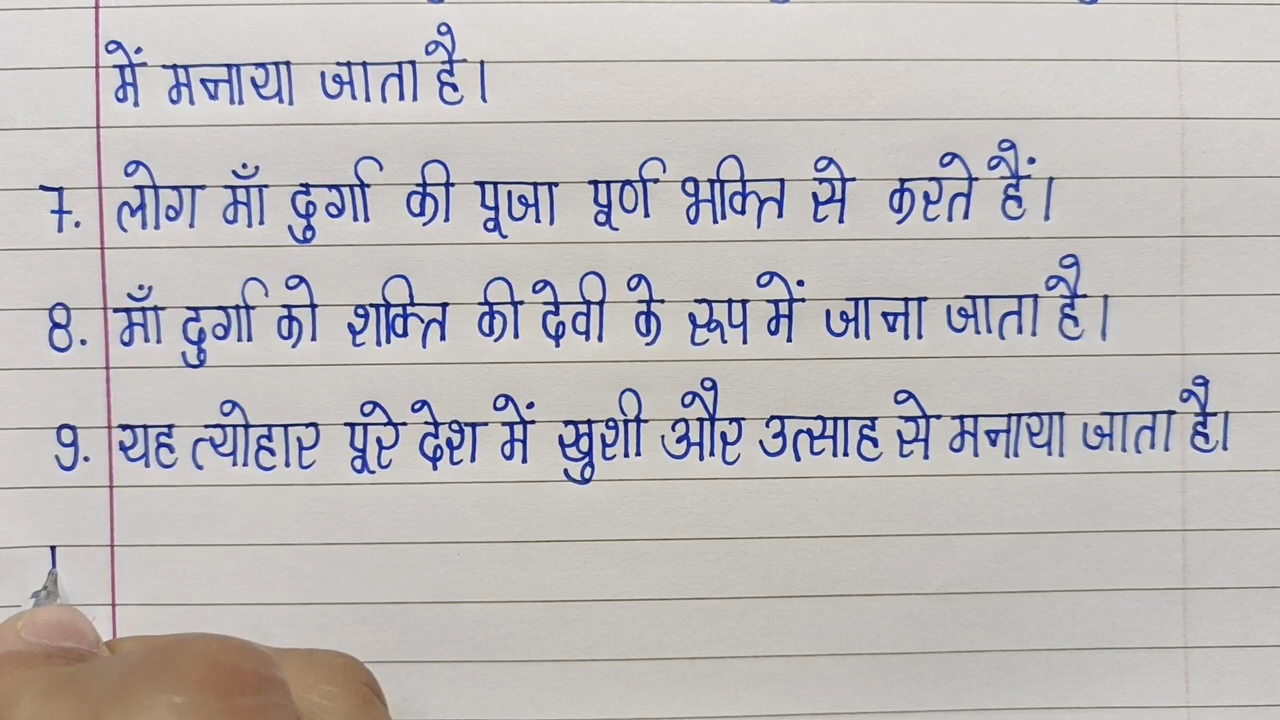 में मनाया जाता है।
7. लोग माँ दुर्गा की पूजा पूर्ण भक्ति से करते हैं।
8. माँ दुर्गा को शक्ति की देवी के रूप में जाना जाता है।
9. यह त्योहार पूरे देश में खुशी और उत्साह से मनाया जाता है।